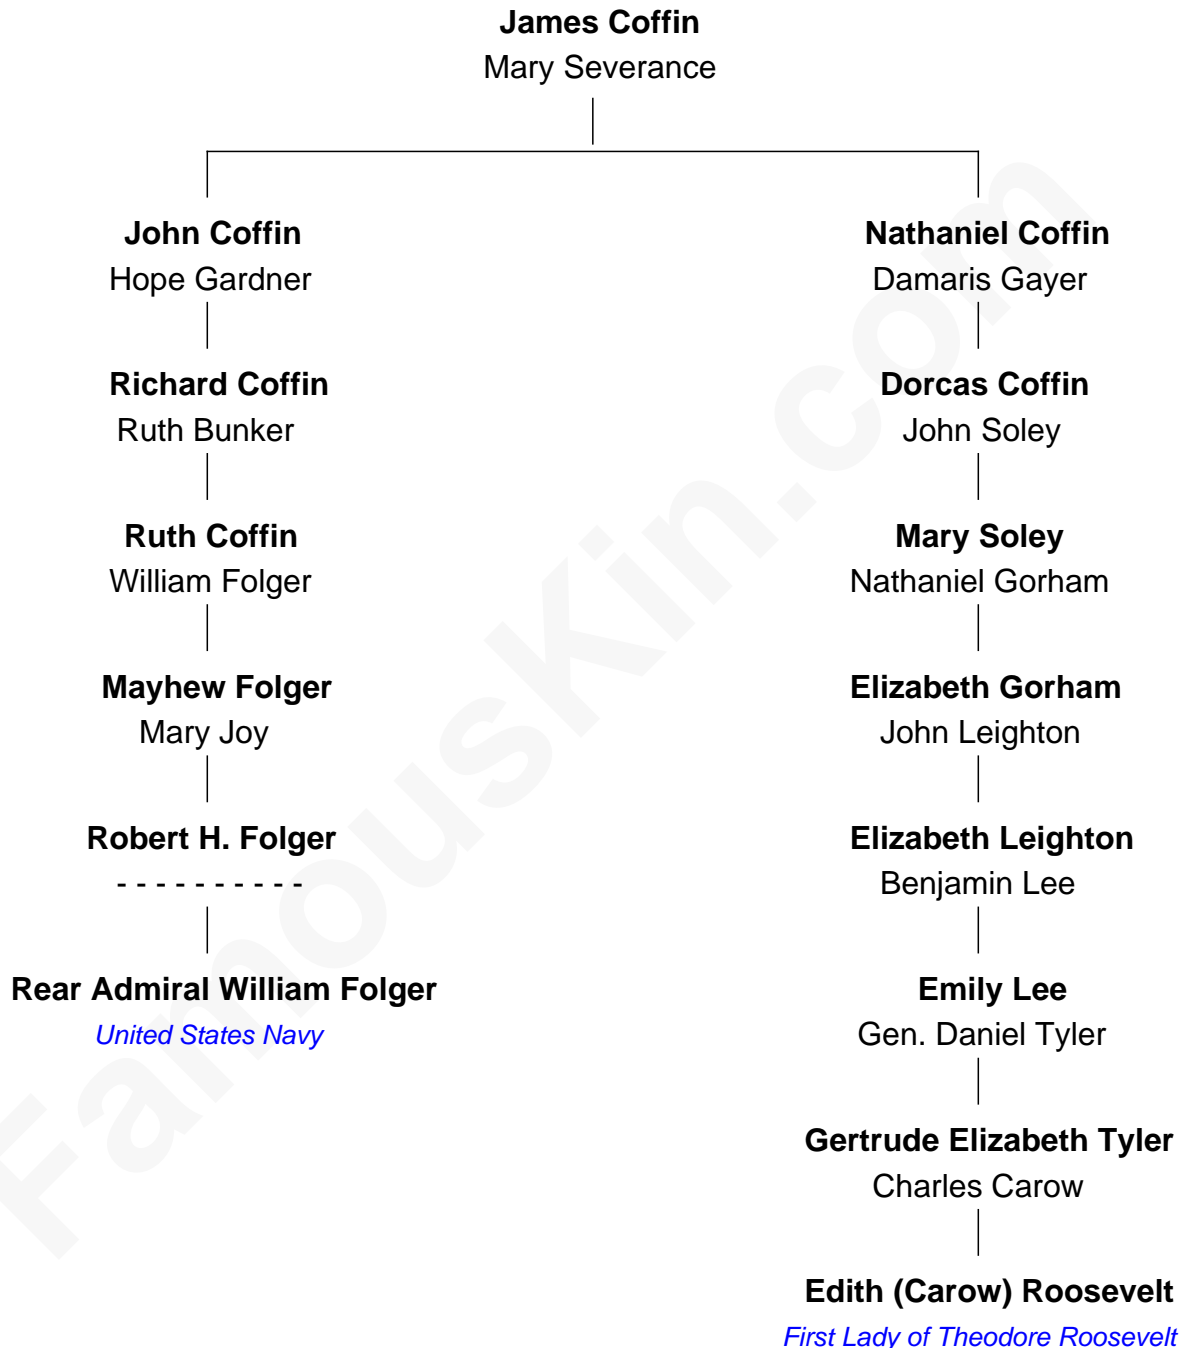 James Coffin
Mary Severance
John Coffin
Hope Gardner
Richard Coffin
Ruth Bunker
Ruth Coffin
William Folger
Mayhew Folger
Mary Joy
Robert H. Folger
- - - - - - - - - -
Rear Admiral William Folger
United States Navy
Nathaniel Coffin
Damaris Gayer
Dorcas Coffin
John Soley
Mary Soley
Nathaniel Gorham
Elizabeth Gorham
John Leighton
Elizabeth Leighton
Benjamin Lee
Emily Lee
Gen. Daniel Tyler
Gertrude Elizabeth Tyler
Charles Carow
Edith (Carow) Roosevelt
First Lady of Theodore Roosevelt
FamousKin.com